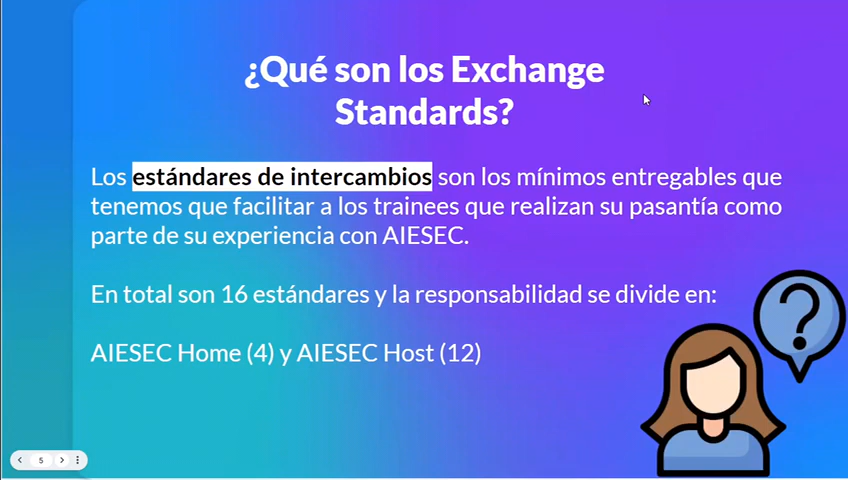 ¿Qué son los Exchange
Standards?
Los estándares de intercambios son los mínimos entregables que
tenemos que facilitar a los trainees que realizan su pasantía como
parte de su experiencia con AIESEC.
En total son 16 estándares y la responsabilidad se divide en:
AIESEC Home (4) y AIESEC Host (12)
?
5